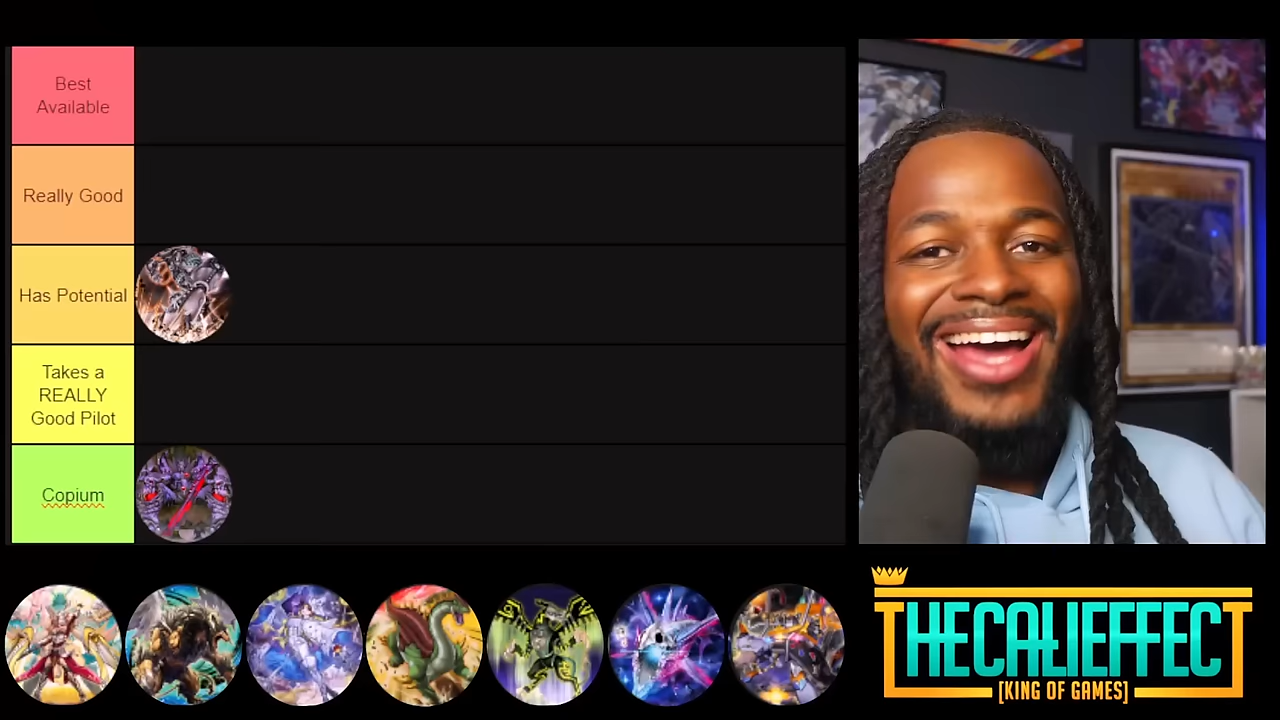 Best
Available
Really Good
Has Potential
Takes a
REALLY
Good Pilot
Copium
THECALIEFFECT
[KING OF GAMES]